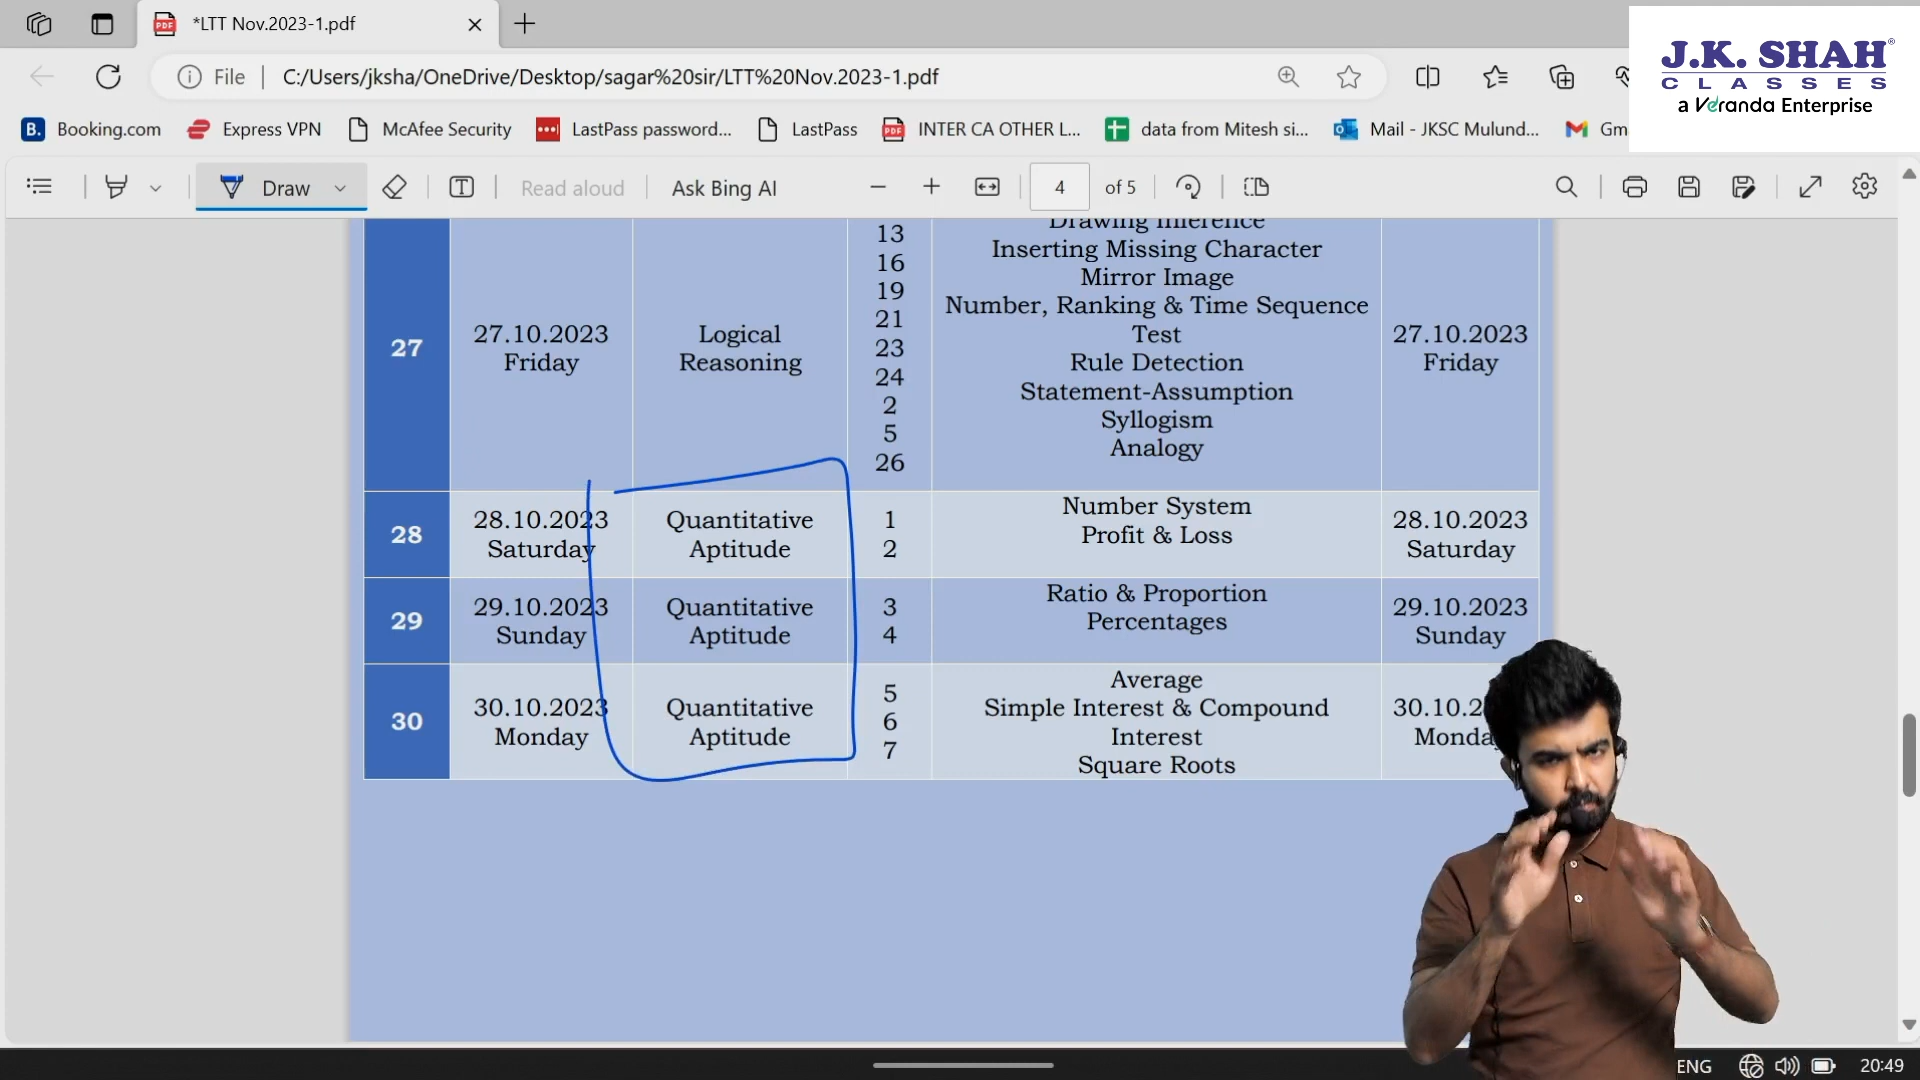 *LTT Nov.2023-1.pdf
J.K. SHAH®
CLASSES
a Veranda Enterprise
File
C:/Users/jksha/OneDrive/Desktop/sagar%20sir/LTT%20Nov.2023-1.pdf
B. Booking.com
Express VPN
McAfee Security
LastPass password...
LastPass
INTER CA OTHER L...
data from Mitesh si...
Mail - JKSC Mulund...
Gm
Draw
Read aloud
Ask Bing AI
4 of 5
27
27.10.2023
Friday
Logical
Reasoning
13
16
19
21
23
24
2
5
26
Drawing Inference
Inserting Missing Character
Mirror Image
Number, Ranking & Time Sequence
Test
Rule Detection
Statement-Assumption
Syllogism
Analogy
27.10.2023
Friday
28
28.10.2023
Saturday
Quantitative
Aptitude
1
2
Number System
Profit & Loss
28.10.2023
Saturday
29
29.10.2023
Sunday
Quantitative
Aptitude
3
4
Ratio & Proportion
Percentages
29.10.2023
Sunday
30
30.10.2023
Monday
Quantitative
Aptitude
5
6
7
Average
Simple Interest & Compound
Interest
Square Roots
30.10.2
Monda
ENG
20:49